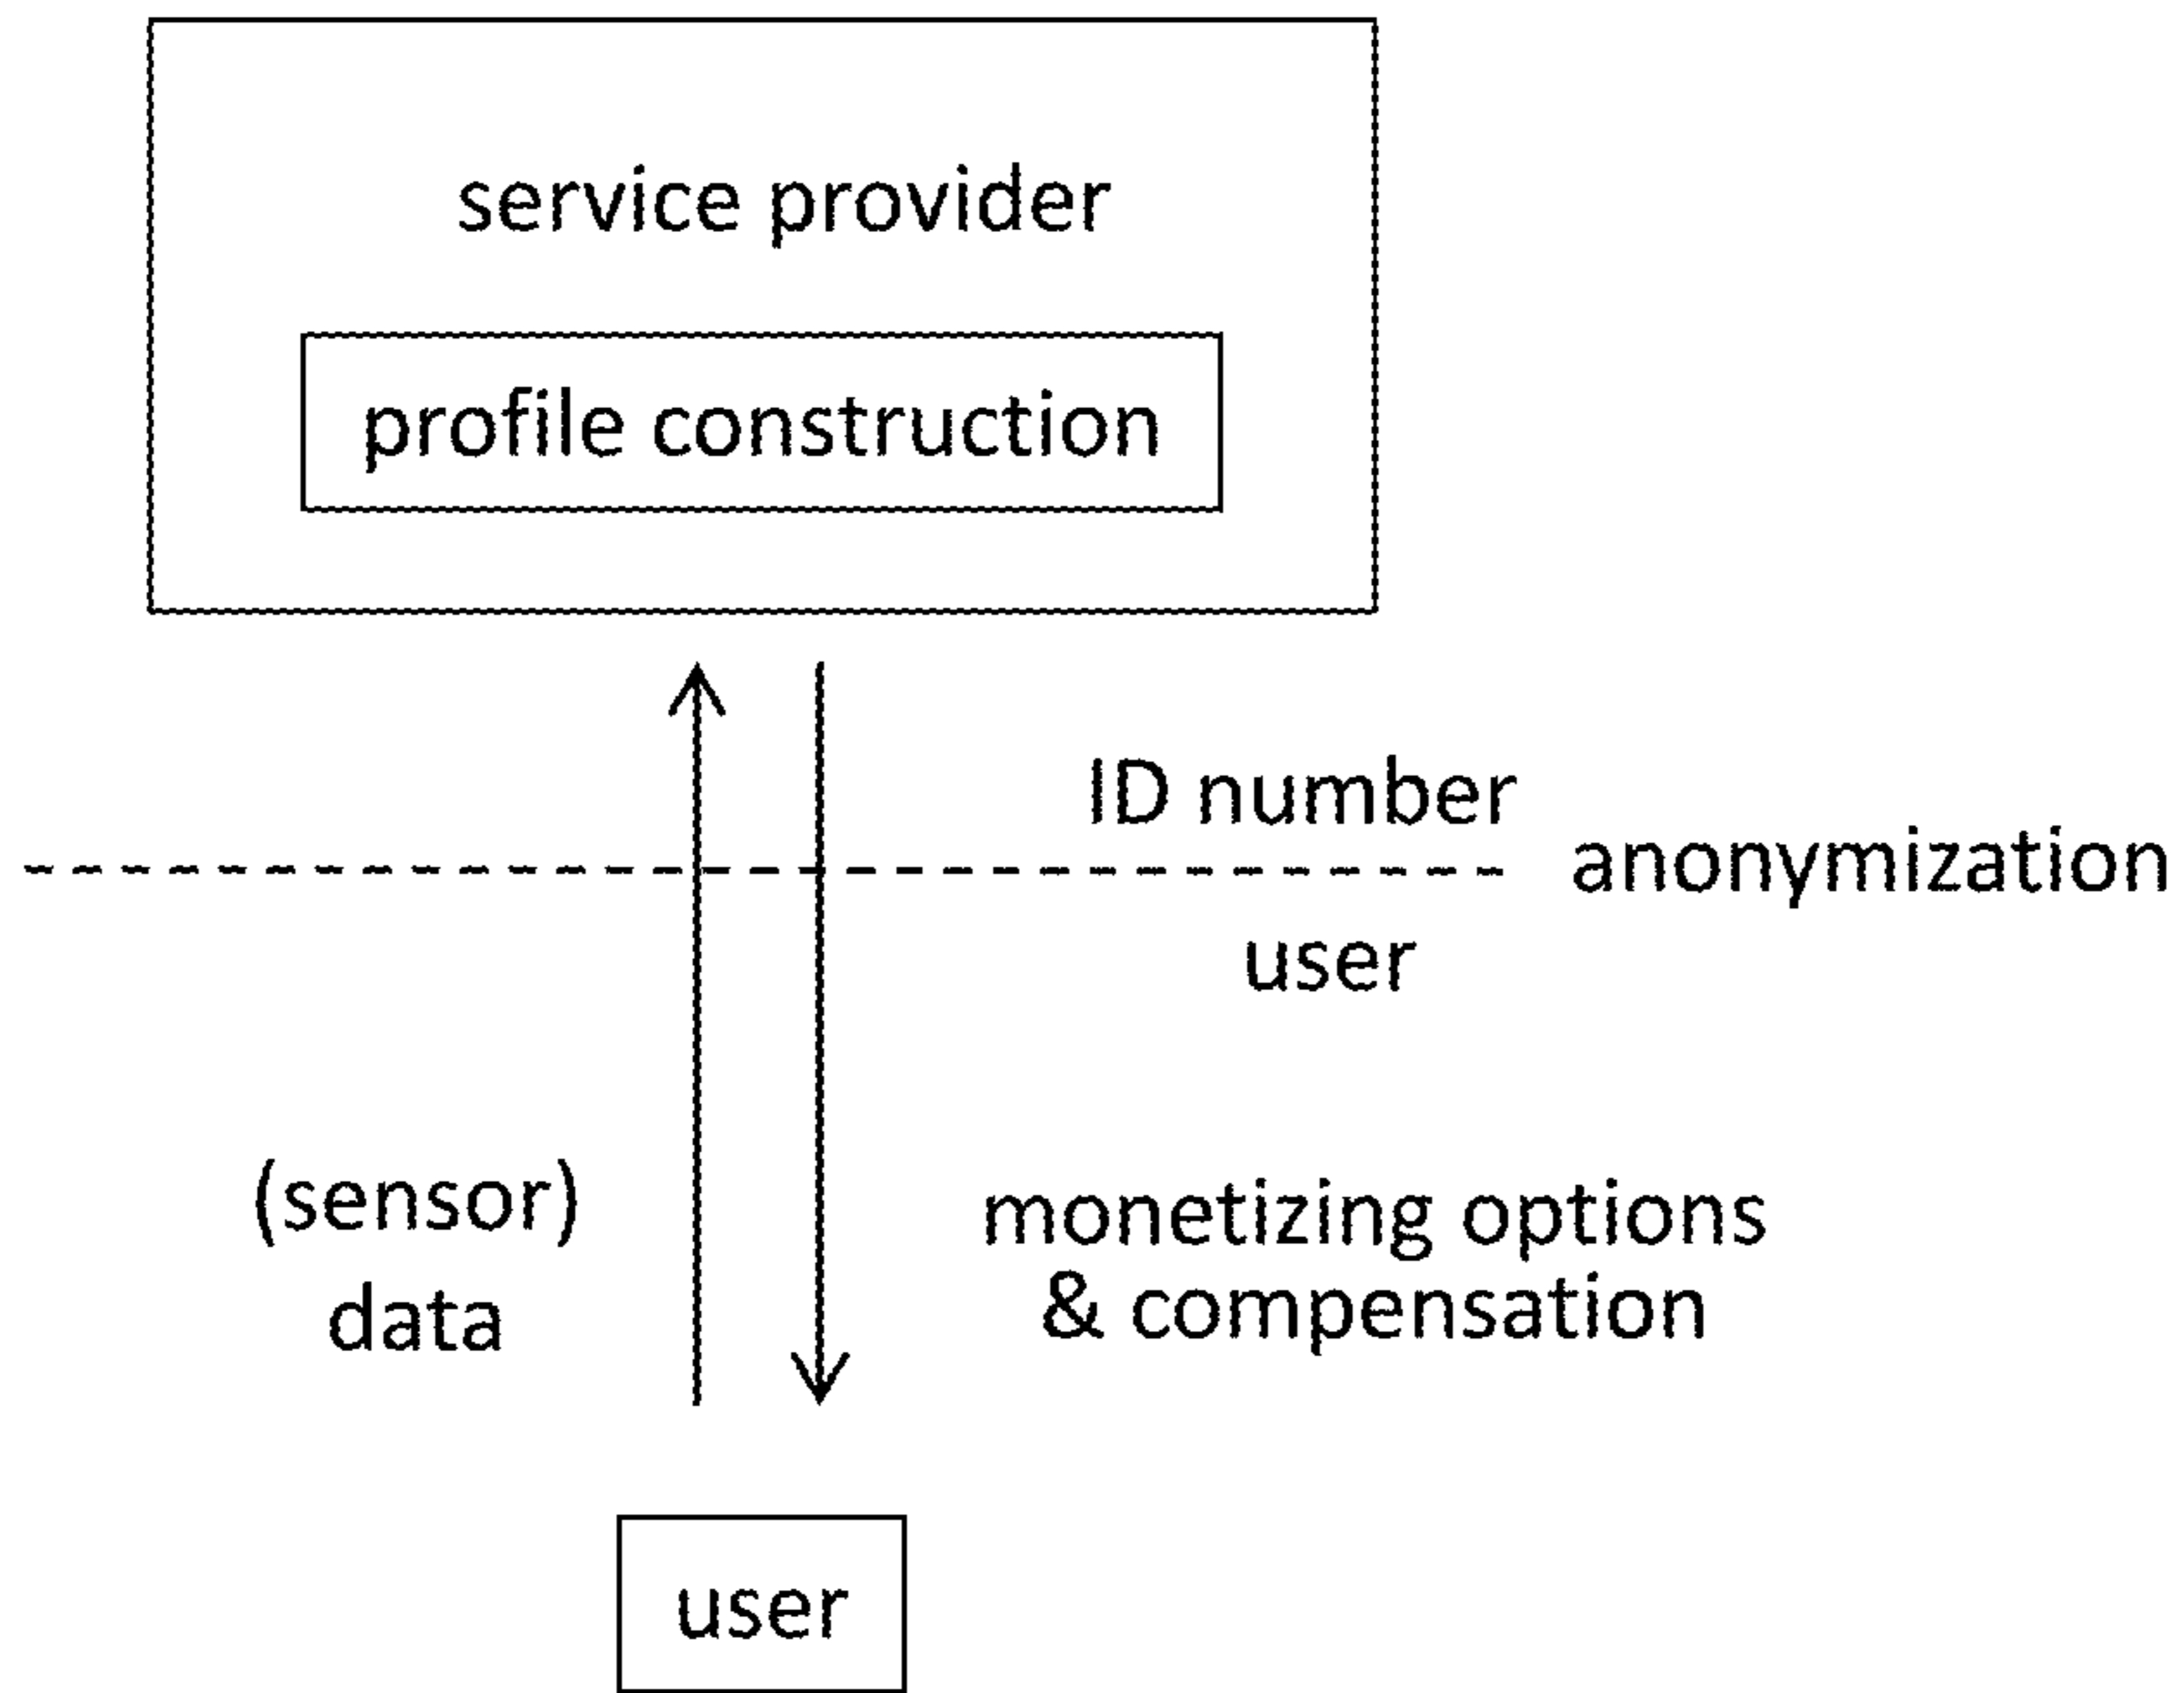 service provider
profile construction
ID number
anonymization
user
(sensor)
data
monetizing options
& compensation
user